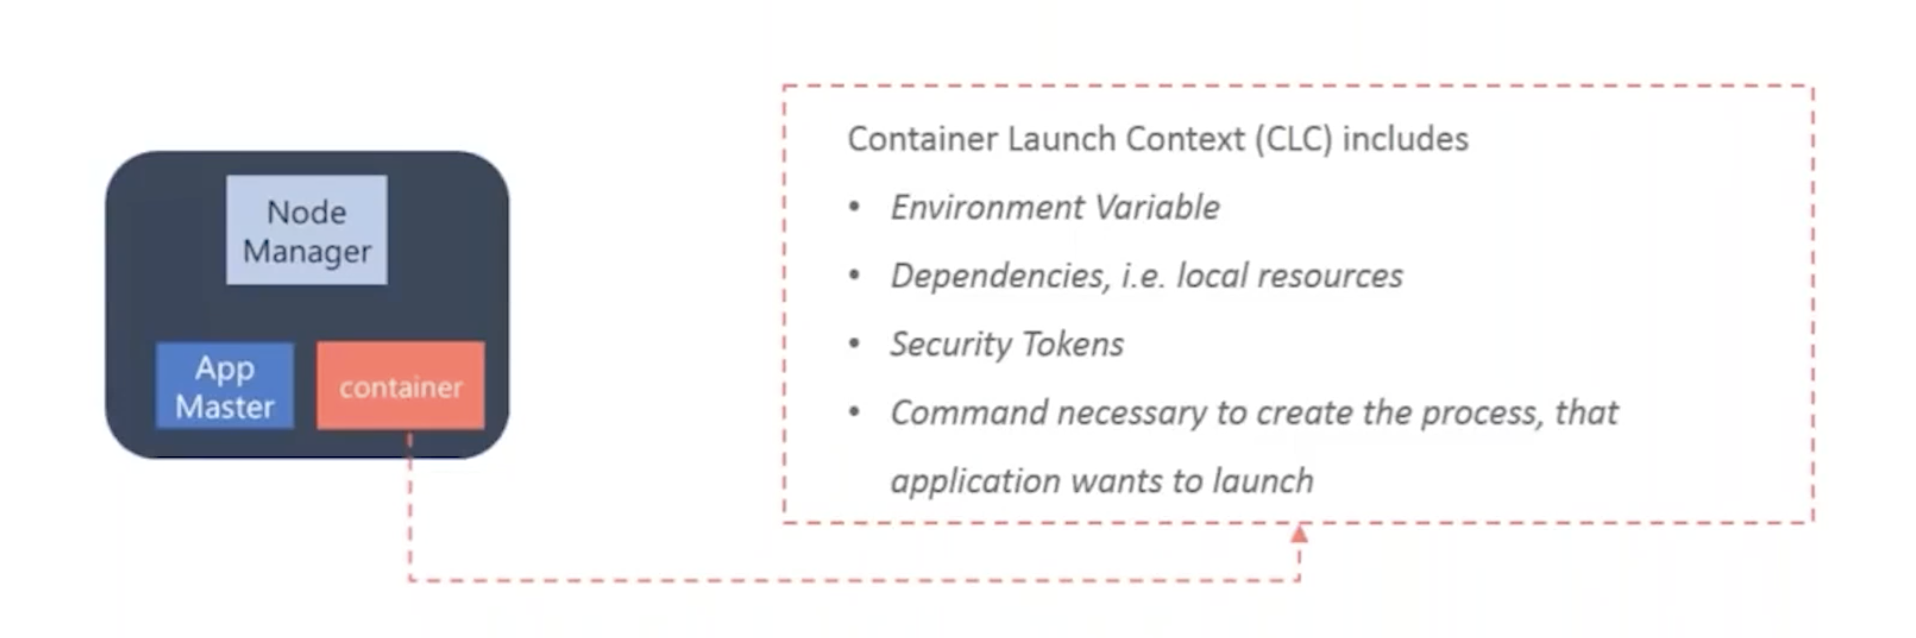 Node
Manager
App
Master
container
Container Launch Context (CLC) includes
• Environment Variable
• Dependencies, i.e. local resources
• Security Tokens
• Command necessary to create the process, that
application wants to launch